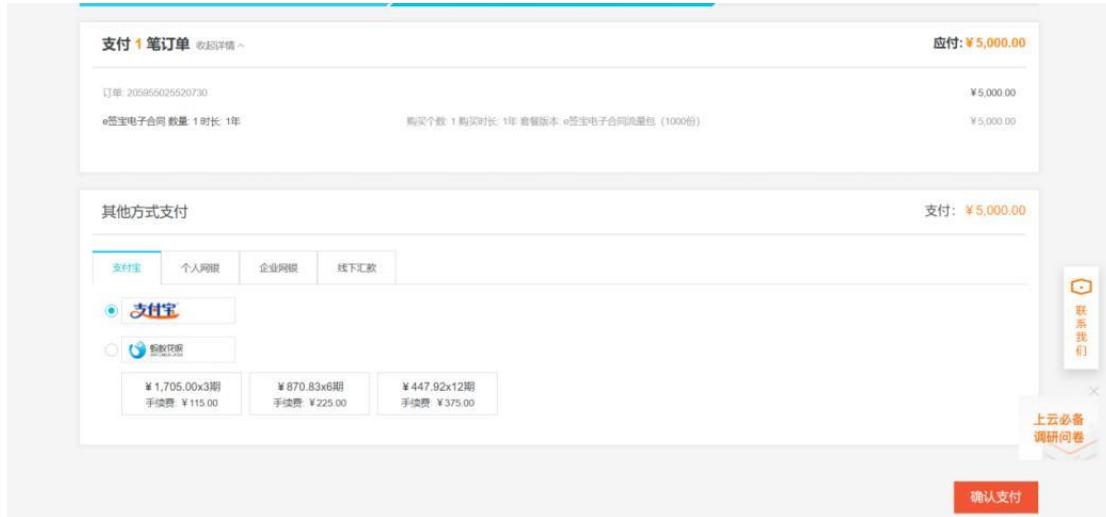 支付 1 笔订单 收起详情 应付: ¥ 5,000.00
订单: 205955025520730 ¥ 5,000.00
e签宝电子合同 数量: 1 时长: 1年 购买个数: 1 购买时长: 1年 套餐版本: e签宝电子合同流量包（1000份） ¥ 5,000.00
其他方式支付 支付: ¥ 5,000.00
支付宝 个人网银 企业网银 线下汇款
支付宝
蚂蚁花呗
¥ 1,705.00x3期 ¥ 870.83x6期 ¥ 447.92x12期
手续费: ¥ 115.00 手续费: ¥ 225.00 手续费: ¥ 375.00
联系我们
上云必备
调研问卷
确认支付